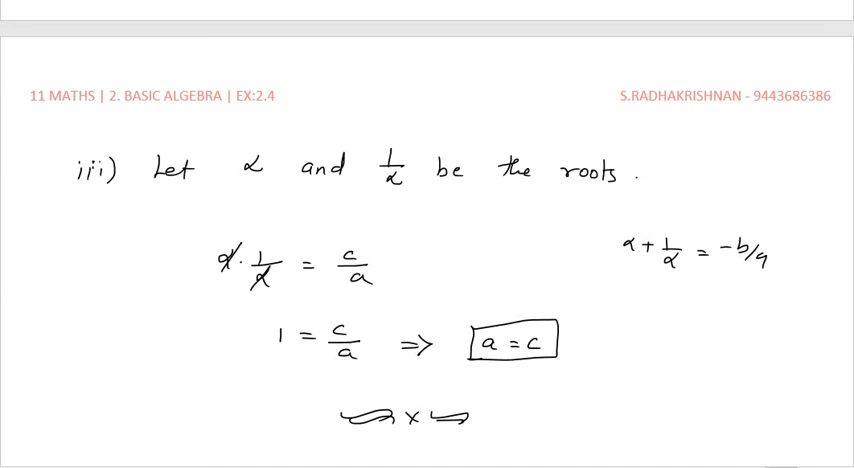 11 MATHS | 2. BASIC ALGEBRA | EX:2.4 S.RADHAKRISHNAN - 9443686386
iii) Let α and 1/α be the roots.
α · 1/α = c/a α + 1/α = -b/a
1 = c/a ⇒ a = c
x